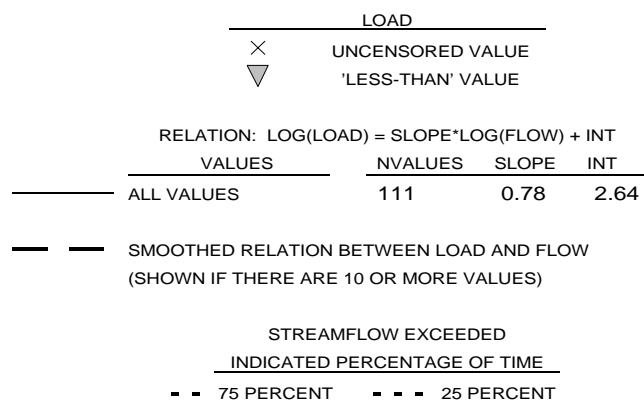 LOAD
UNCENSORED VALUE
'LESS-THAN' VALUE
RELATION: LOG(LOAD) = SLOPE*LOG(FLOW) + INT
VALUES NVALUES SLOPE INT
ALL VALUES 111 0.78 2.64
SMOOTHED RELATION BETWEEN LOAD AND FLOW
(SHOWN IF THERE ARE 10 OR MORE VALUES)
STREAMFLOW EXCEEDED
INDICATED PERCENTAGE OF TIME
75 PERCENT 25 PERCENT